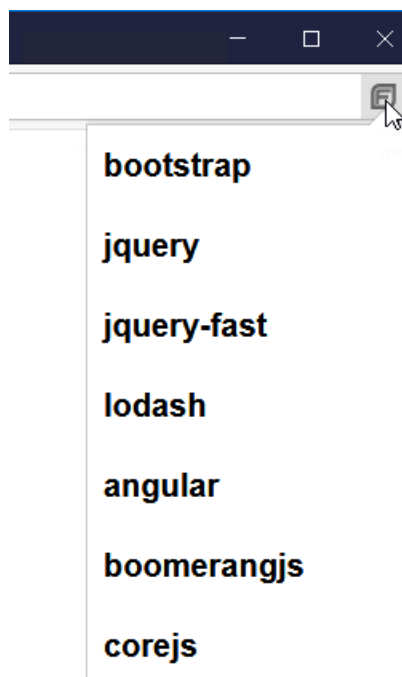 bootstrap
jquery
jquery-fast
lodash
angular
boomerangjs
corejs